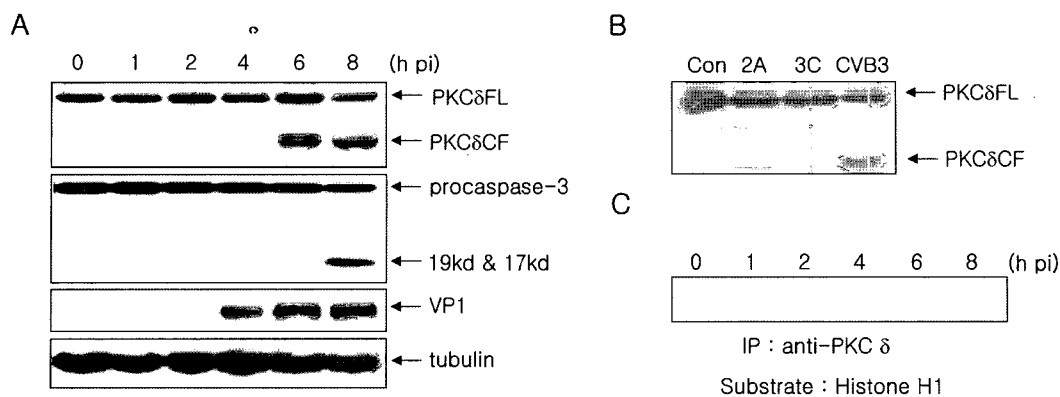 A
0 1 2 4 6 8 (h pi)
PKCδFL
PKCδCF
procaspase-3
19kd & 17kd
VP1
tubulin
B
Con 2A 3C CVB3
PKCδFL
PKCδCF
C
0 1 2 4 6 8 (h pi)
IP : anti-PKC δ
Substrate : Histone H1